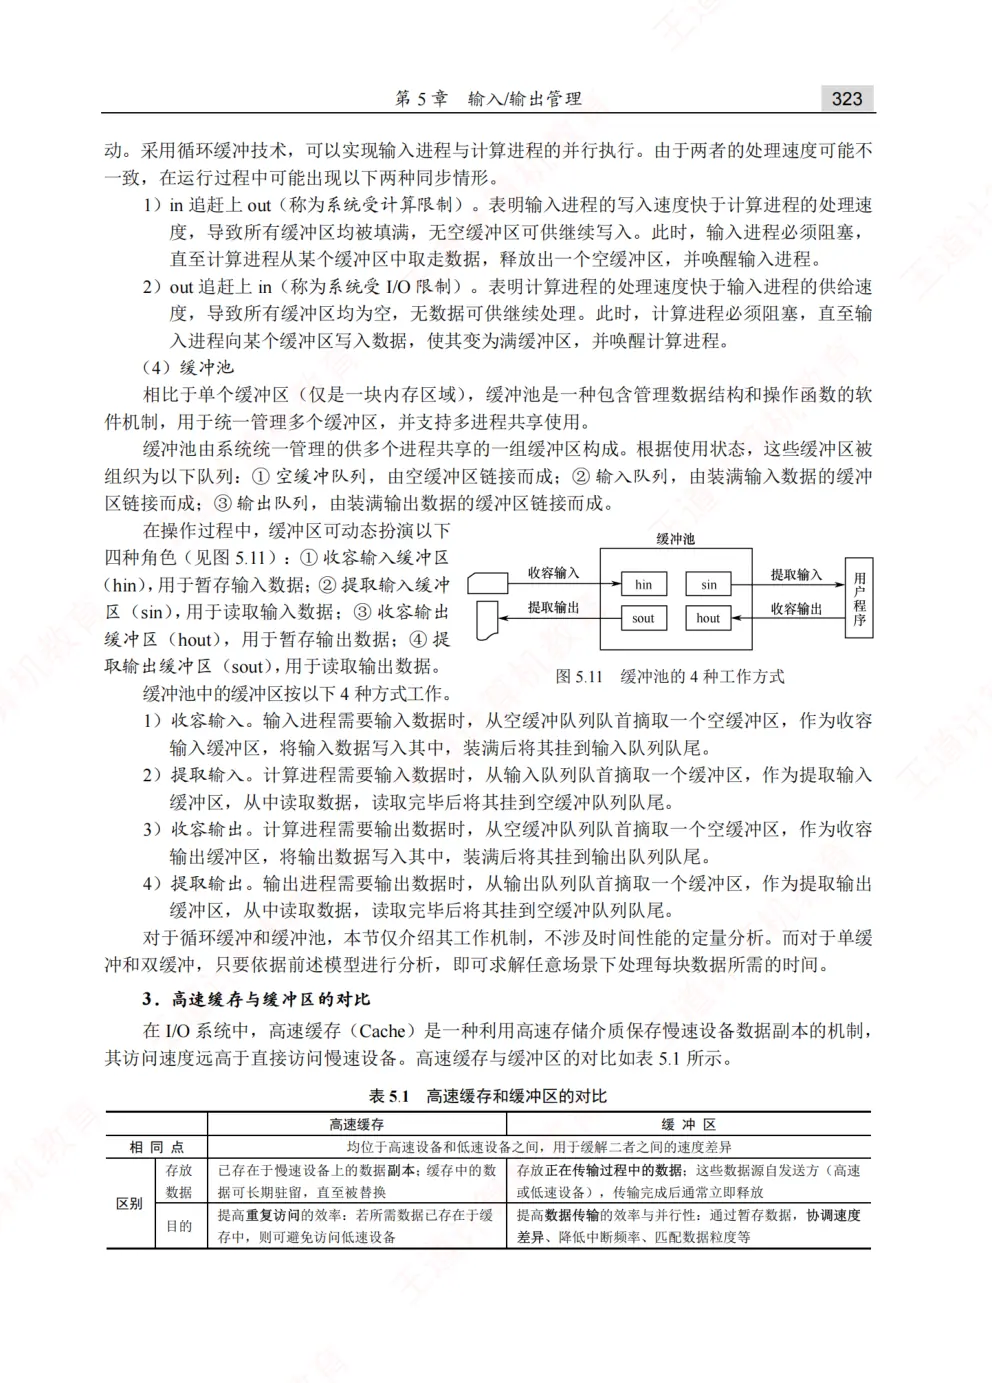 第 5 章 输入/输出管理 323
动。采用循环缓冲技术，可以实现输入进程与计算进程的并行执行。由于两者的处理速度可能不
一致，在运行过程中可能出现以下两种同步情形。
1）in 追赶上 out（称为系统受计算限制）。表明输入进程的写入速度快于计算进程的处理速
度，导致所有缓冲区均被填满，无空缓冲区可供继续写入。此时，输入进程必须阻塞，
直至计算进程从某个缓冲区中取走数据，释放出一个空缓冲区，并唤醒输入进程。
2）out 追赶上 in（称为系统受 I/O 限制）。表明计算进程的处理速度快于输入进程的供给速
度，导致所有缓冲区均为空，无数据可供继续处理。此时，计算进程必须阻塞，直至输
入进程向某个缓冲区写入数据，使其变为满缓冲区，并唤醒计算进程。
（4）缓冲池
相比于单个缓冲区（仅是一块内存区域），缓冲池是一种包含管理数据结构和操作函数的软
件机制，用于统一管理多个缓冲区，并支持多进程共享使用。
缓冲池由系统统一管理的供多个进程共享的一组缓冲区构成。根据使用状态，这些缓冲区被
组织为以下队列：① 空缓冲队列，由空缓冲区链接而成；② 输入队列，由装满输入数据的缓冲
区链接而成；③ 输出队列，由装满输出数据的缓冲区链接而成。
在操作过程中，缓冲区可动态扮演以下
四种角色（见图 5.11）：① 收容输入缓冲区
（hin），用于暂存输入数据；② 提取输入缓冲
区（sin），用于读取输入数据；③ 收容输出
缓冲区（hout），用于暂存输出数据；④ 提
取输出缓冲区（sout），用于读取输出数据。
缓冲池
收容输入
hin
sin
提取输入
提取输出
sout
hout
收容输出
用户程序
图 5.11 缓冲池的 4 种工作方式
缓冲池中的缓冲区按以下 4 种方式工作。
1）收容输入。输入进程需要输入数据时，从空缓冲队列队首摘取一个空缓冲区，作为收容
输入缓冲区，将输入数据写入其中，装满后将其挂到输入队列队尾。
2）提取输入。计算进程需要输入数据时，从输入队列队首摘取一个缓冲区，作为提取输入
缓冲区，从中读取数据，读取完毕后将其挂到空缓冲队列队尾。
3）收容输出。计算进程需要输出数据时，从空缓冲队列队首摘取一个空缓冲区，作为收容
输出缓冲区，将输出数据写入其中，装满后将其挂到输出队列队尾。
4）提取输出。输出进程需要输出数据时，从输出队列队首摘取一个缓冲区，作为提取输出
缓冲区，从中读取数据，读取完毕后将其挂到空缓冲队列队尾。
对于循环缓冲和缓冲池，本节仅介绍其工作机制，不涉及时间性能的定量分析。而对于单缓
冲和双缓冲，只要依据前述模型进行分析，即可求解任意场景下处理每块数据所需的时间。
3．高速缓存与缓冲区的对比
在 I/O 系统中，高速缓存（Cache）是一种利用高速存储介质保存慢速设备数据副本的机制，
其访问速度远高于直接访问慢速设备。高速缓存与缓冲区的对比如表 5.1 所示。
表 5.1 高速缓存和缓冲区的对比
高速缓存 缓 冲 区
相 同 点 均位于高速设备和低速设备之间，用于缓解二者之间的速度差异
区别
存放
数据
已存在于慢速设备上的数据副本；缓存中的数
据可长期驻留，直至被替换
存放正在传输过程中的数据；这些数据源自发送方（高速
或低速设备），传输完成后通常立即释放
目的
提高重复访问的效率：若所需数据已存在于缓
存中，则可避免访问低速设备
提高数据传输的效率与并行性：通过暂存数据，协调速度
差异、降低中断频率、匹配数据粒度等